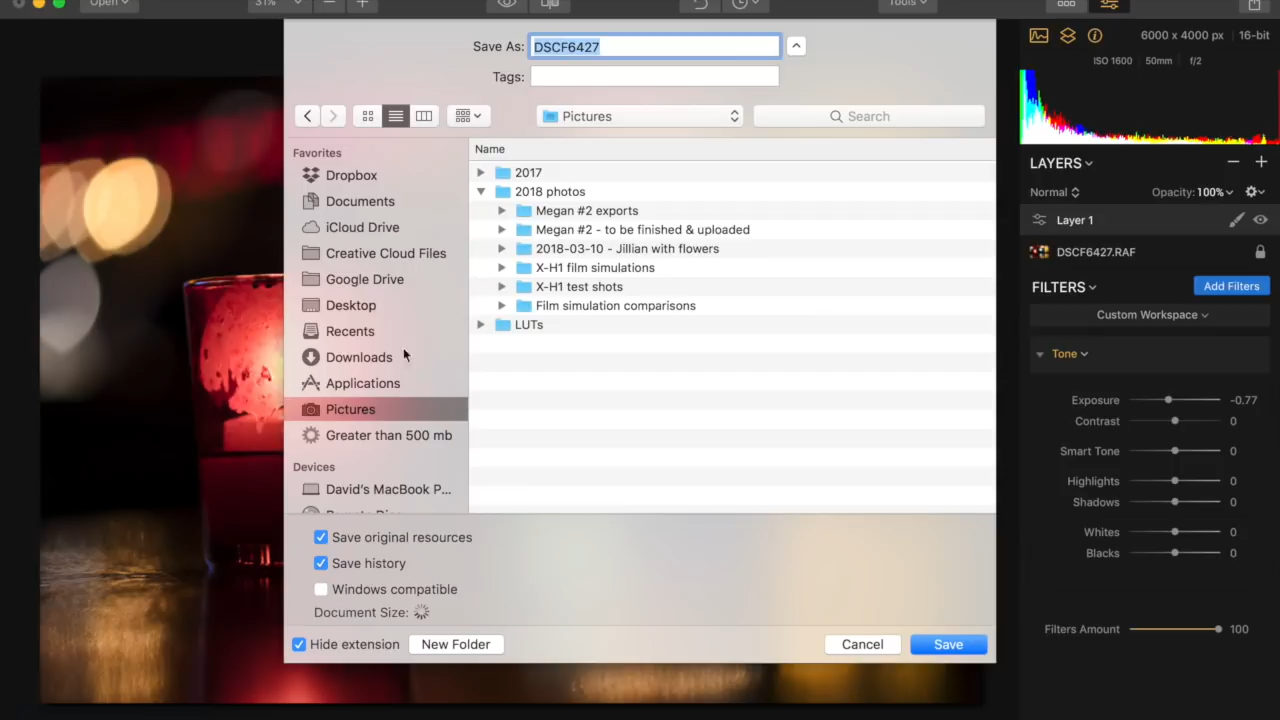 Open
31%
Tools
Save As: DSCF6427
6000 x 4000 px 16-bit
ISO 1600 50mm f/2
Tags:
Pictures
Search
Favorites
Name
Dropbox
Documents
iCloud Drive
Creative Cloud Files
Google Drive
Desktop
Recents
Downloads
Applications
Pictures
Greater than 500 mb
Devices
David's MacBook P...
2017
2018 photos
Megan #2 exports
Megan #2 - to be finished & uploaded
2018-03-10 - Jillian with flowers
X-H1 film simulations
X-H1 test shots
Film simulation comparisons
LUTs
Save original resources
Save history
Windows compatible
Document Size:
Hide extension
New Folder
Cancel
Save
LAYERS
Normal Opacity: 100%
Layer 1
DSCF6427.RAF
FILTERS Add Filters
Custom Workspace
Tone
Exposure -0.77
Contrast 0
Smart Tone 0
Highlights 0
Shadows 0
Whites 0
Blacks 0
Filters Amount 100